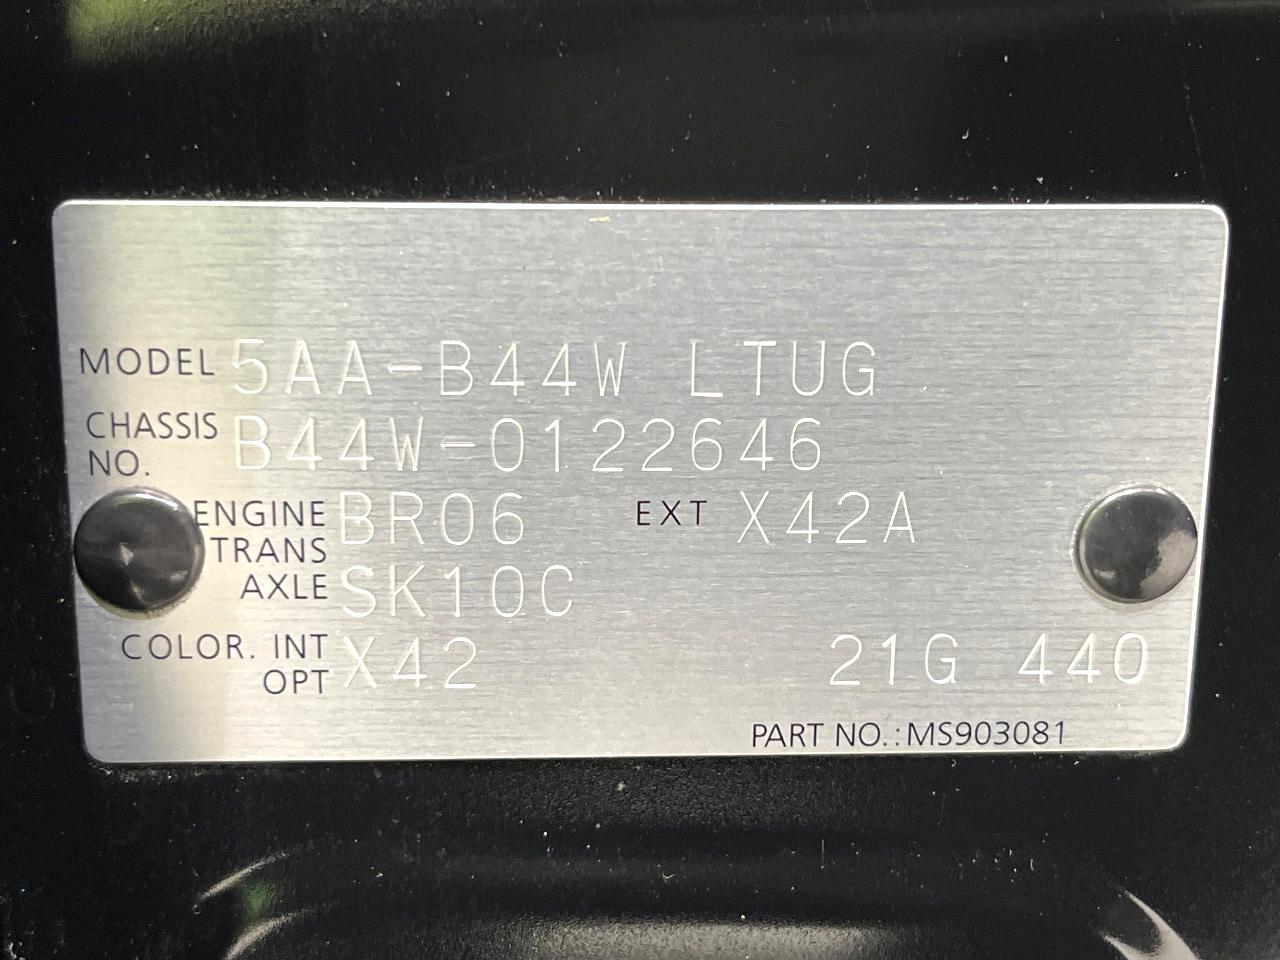 MODEL 5AA-B44W LTUG
CHASSIS NO. B44W-0122646
ENGINE BR06 EXT X42A
TRANS AXLE SK10C
COLOR. INT X42 21G 440
OPT
PART NO.:MS903081